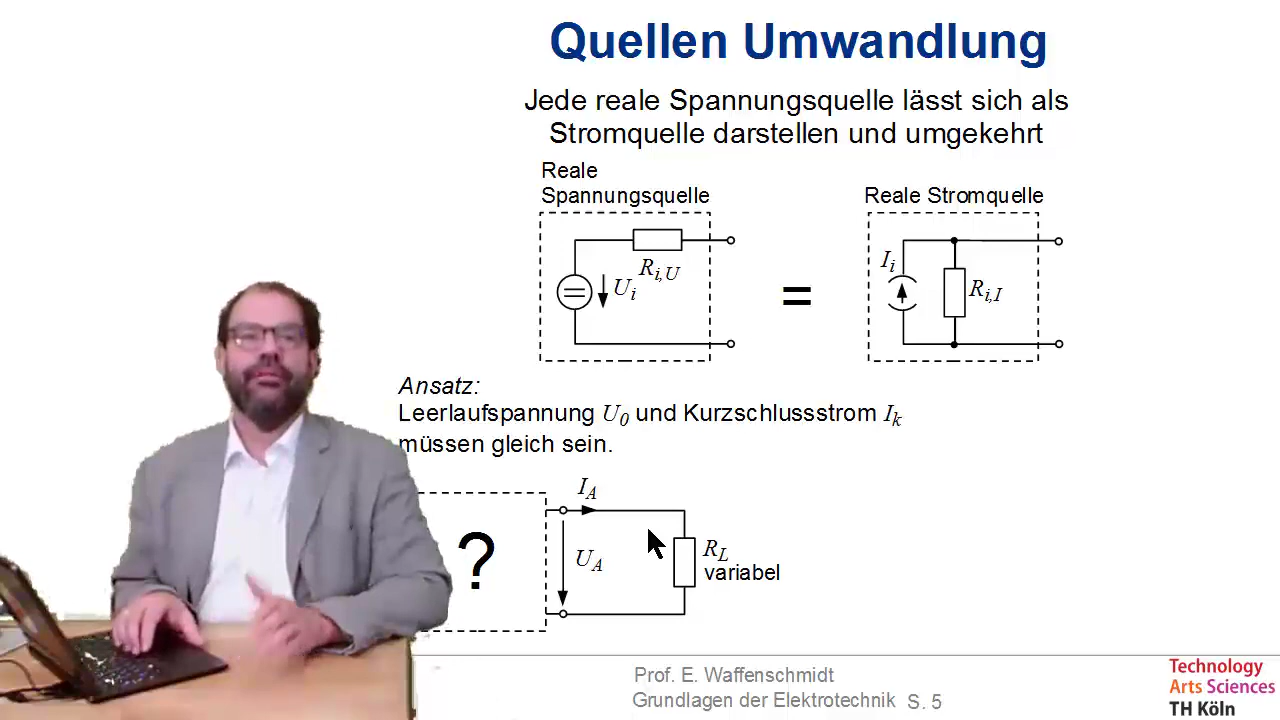 Quellen Umwandlung
Jede reale Spannungsquelle lässt sich als
Stromquelle darstellen und umgekehrt
Reale
Spannungsquelle
Reale Stromquelle
R_{i,U}
U_i
=
I_i
R_{i,I}
Ansatz:
Leerlaufspannung U_0 und Kurzschlussstrom I_k
müssen gleich sein.
?
I_A
U_A
R_L
variabel
Prof. E. Waffenschmidt
Grundlagen der Elektrotechnik S. 5
Technology
Arts Sciences
TH Köln